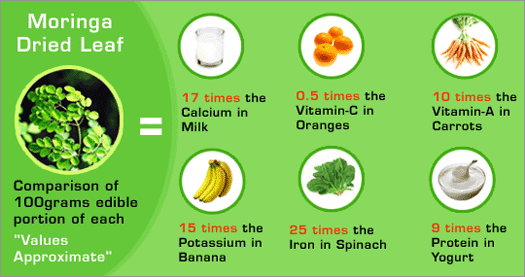 Moringa
Dried Leaf
Comparison of
100grams edible
portion of each
"Values
Approximate"
=
17 times the
Calcium in
Milk
0.5 times the
Vitamin-C in
Oranges
10 times the
Vitamin-A in
Carrots
15 times the
Potassium in
Banana
25 times the
Iron in Spinach
9 times the
Protein in
Yogurt